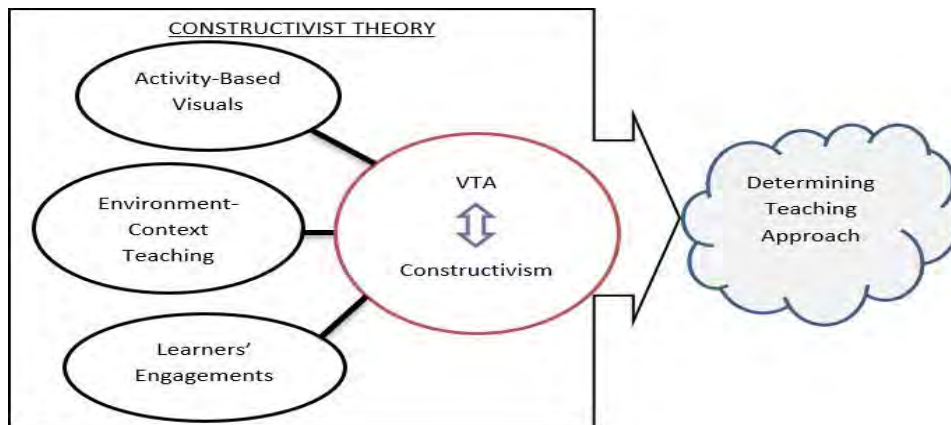 CONSTRUCTIVIST THEORY
Activity-Based
Visuals
Environment-
Context
Teaching
Learners’
Engagements
VTA
Constructivism
Determining
Teaching
Approach